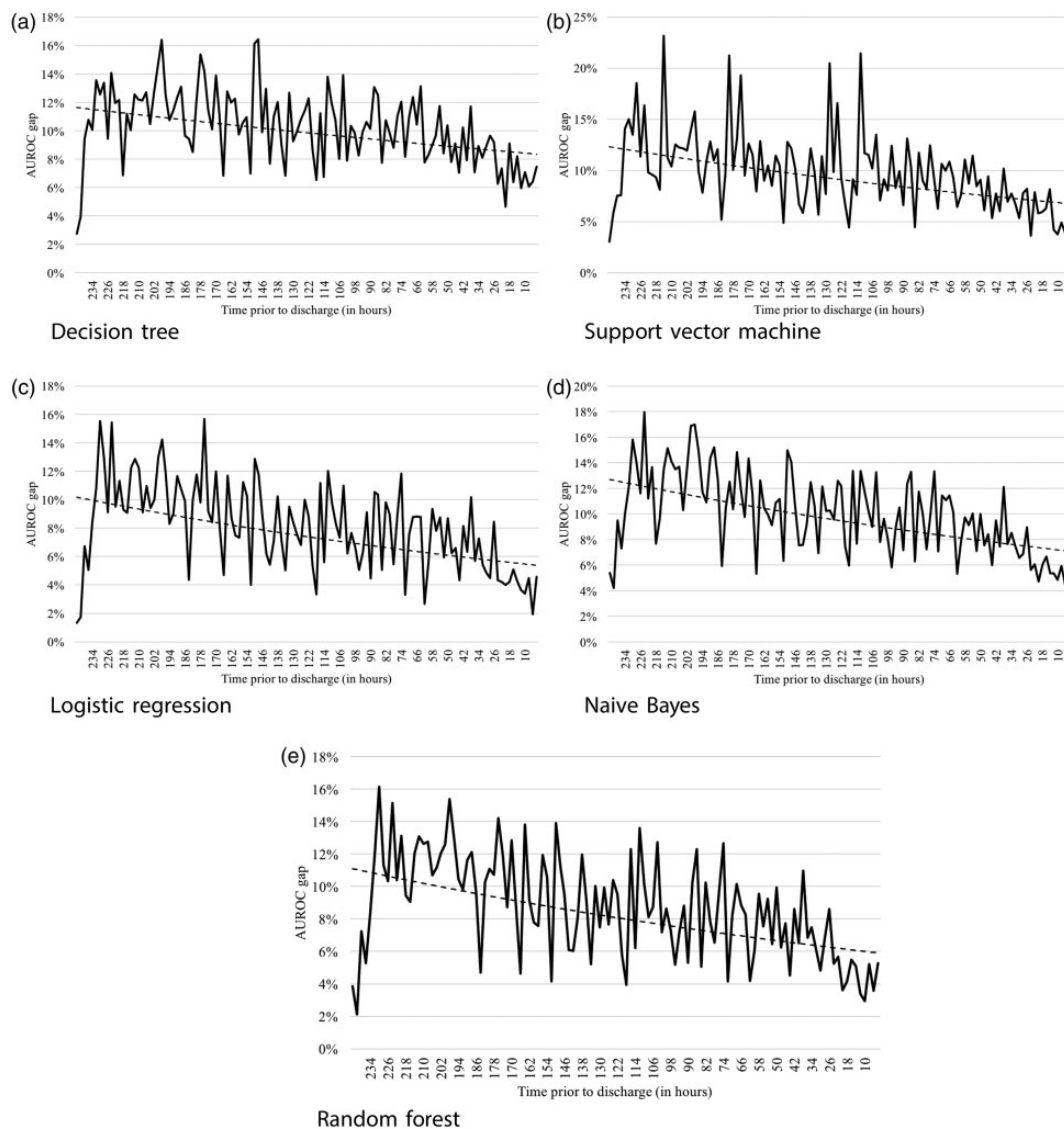 (a)
18%
16%
14%
12%
10%
8%
6%
4%
2%
0%
AUROC gap
234 226 218 210 202 194 186 178 170 162 154 146 138 130 122 114 106 98 90 82 74 66 58 50 42 34 26 18 10
Time prior to discharge (in hours)
Decision tree
(b)
25%
20%
15%
10%
5%
0%
AUROC gap
234 226 218 210 202 194 186 178 170 162 154 146 138 130 122 114 106 98 90 82 74 66 58 50 42 34 26 18 10
Time prior to discharge (in hours)
Support vector machine
(c)
18%
16%
14%
12%
10%
8%
6%
4%
2%
0%
AUROC gap
234 226 218 210 202 194 186 178 170 162 154 146 138 130 122 114 106 98 90 82 74 66 58 50 42 34 26 18 10
Time prior to discharge (in hours)
Logistic regression
(d)
20%
18%
16%
14%
12%
10%
8%
6%
4%
2%
0%
AUROC gap
234 226 218 210 202 194 186 178 170 162 154 146 138 130 122 114 106 98 90 82 74 66 58 50 42 34 26 18 10
Time prior to discharge (in hours)
Naive Bayes
(e)
18%
16%
14%
12%
10%
8%
6%
4%
2%
0%
AUROC gap
234 226 218 210 202 194 186 178 170 162 154 146 138 130 122 114 106 98 90 82 74 66 58 50 42 34 26 18 10
Time prior to discharge (in hours)
Random forest